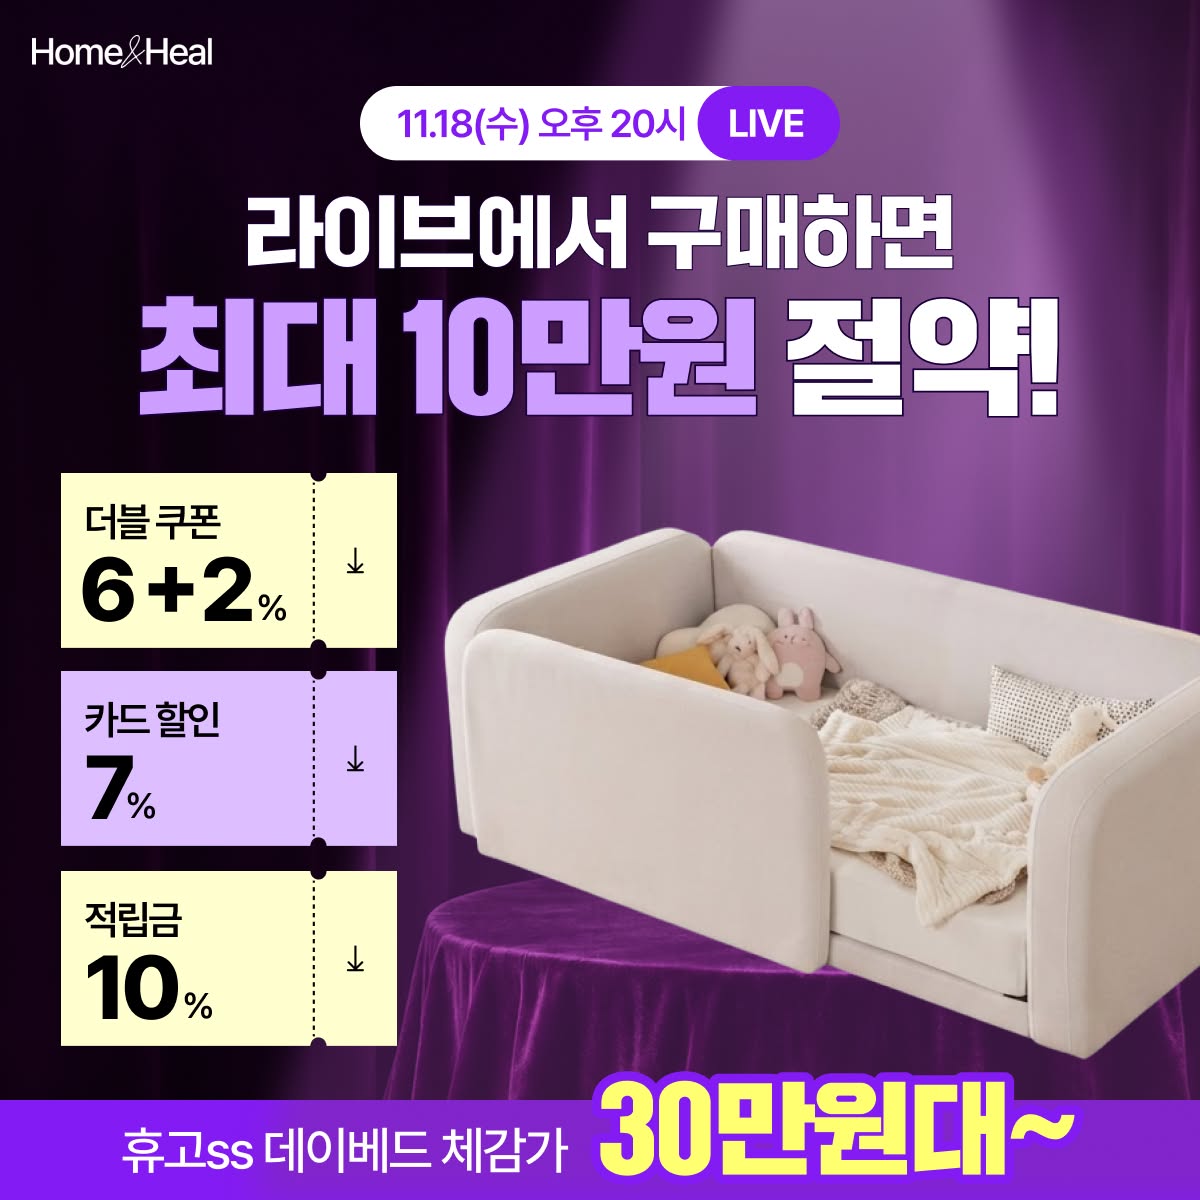 Home&Heal
11.18(수) 오후 20시 LIVE
라이브에서 구매하면
최대 10만원 절약!
더블 쿠폰
6+2%
카드 할인
7%
적립금
10%
휴고ss 데이베드 체감가 30만원대~